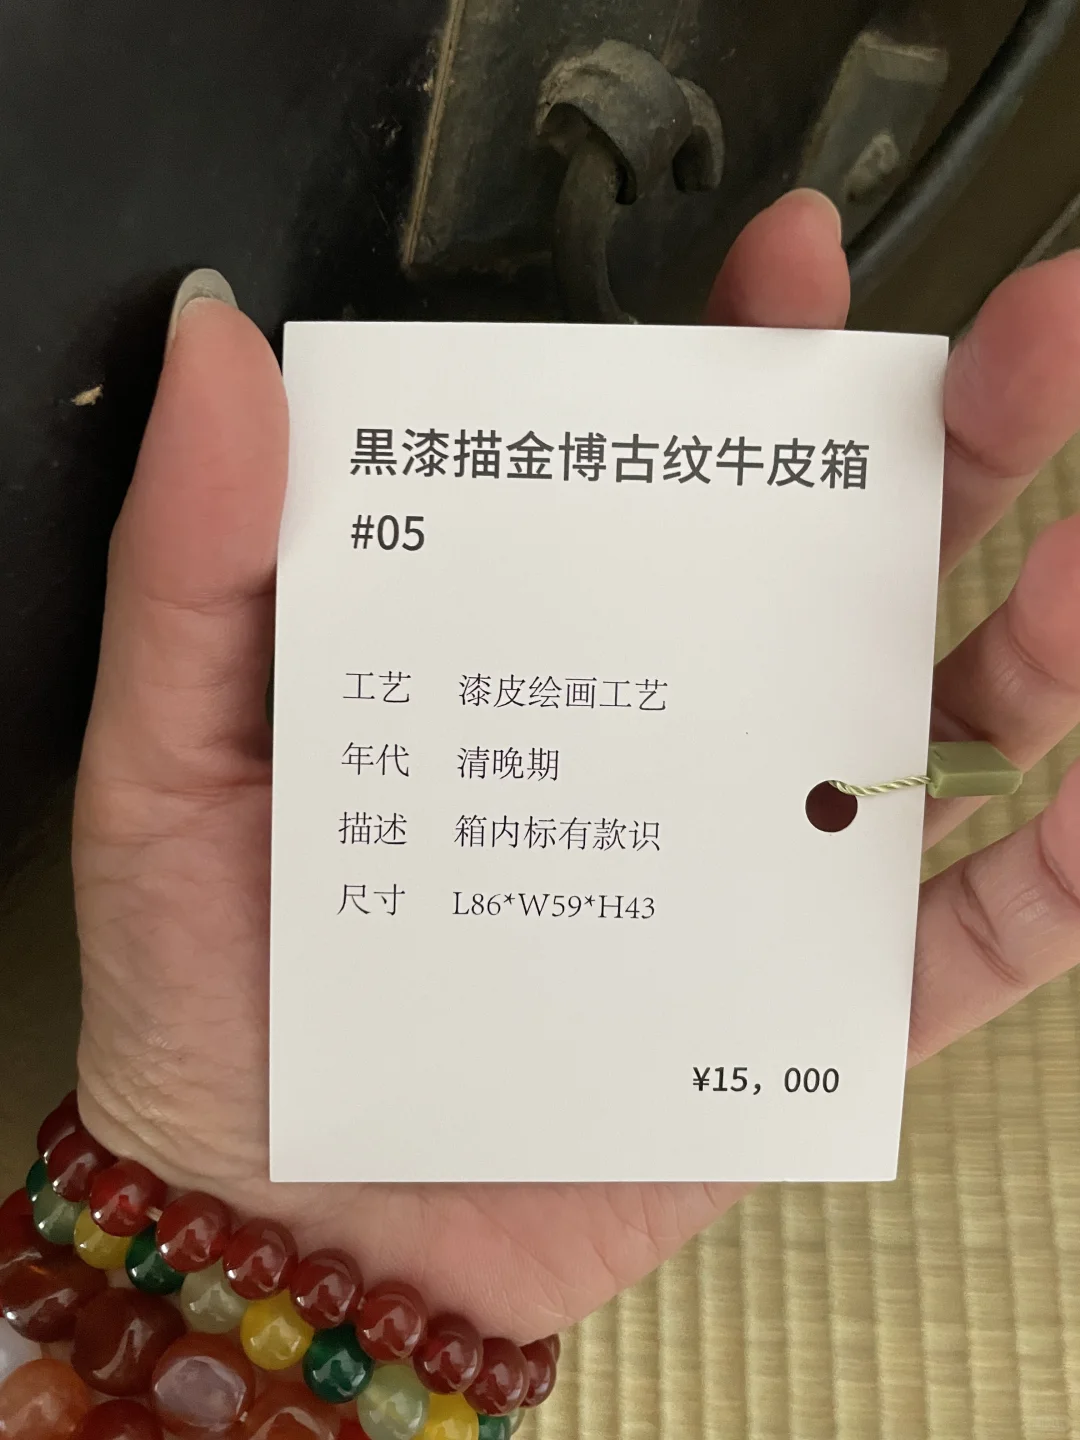 黒漆描金博古纹牛皮箱
#05
工艺 漆皮绘画工艺
年代 清晚期
描述 箱内标有款识
尺寸 L86*W59*H43
¥15，000